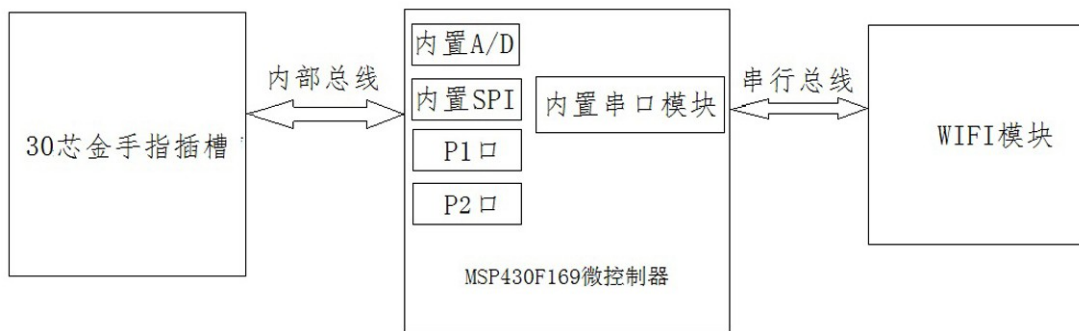 30芯金手指插槽
内部总线
内置A/D
内置SPI
P1口
P2口
内置串口模块
MSP430F169微控制器
串行总线
WIFI模块